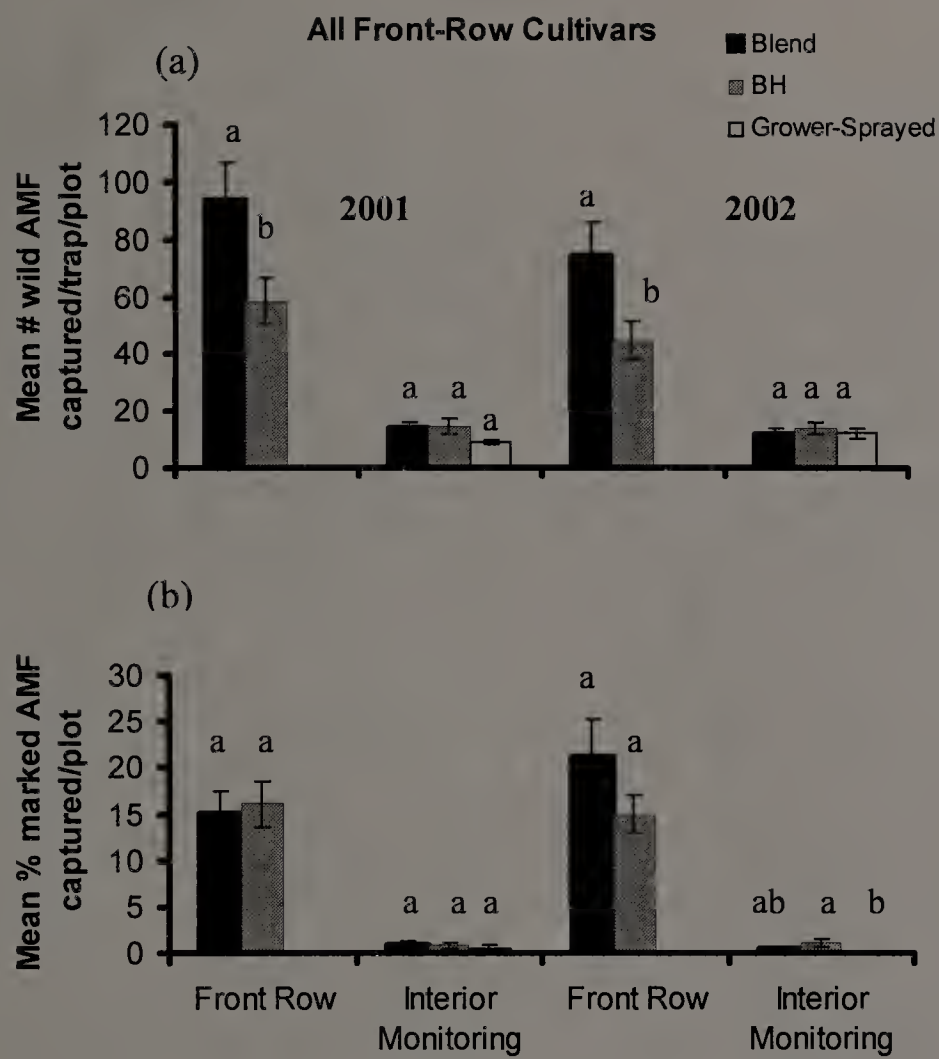 All Front-Row Cultivars
Blend
BH
Grower-Sprayed
(a)
Mean # wild AMF
captured/trap/plot
120
100
80
60
40
20
0
2001
2002
a
b
a
a
a
a
b
a
a
a
(b)
Mean % marked AMF
captured/plot
30
25
20
15
10
5
0
a
a
a
a
a
a
a
ab
a
b
Front Row
Interior
Monitoring
Front Row
Interior
Monitoring